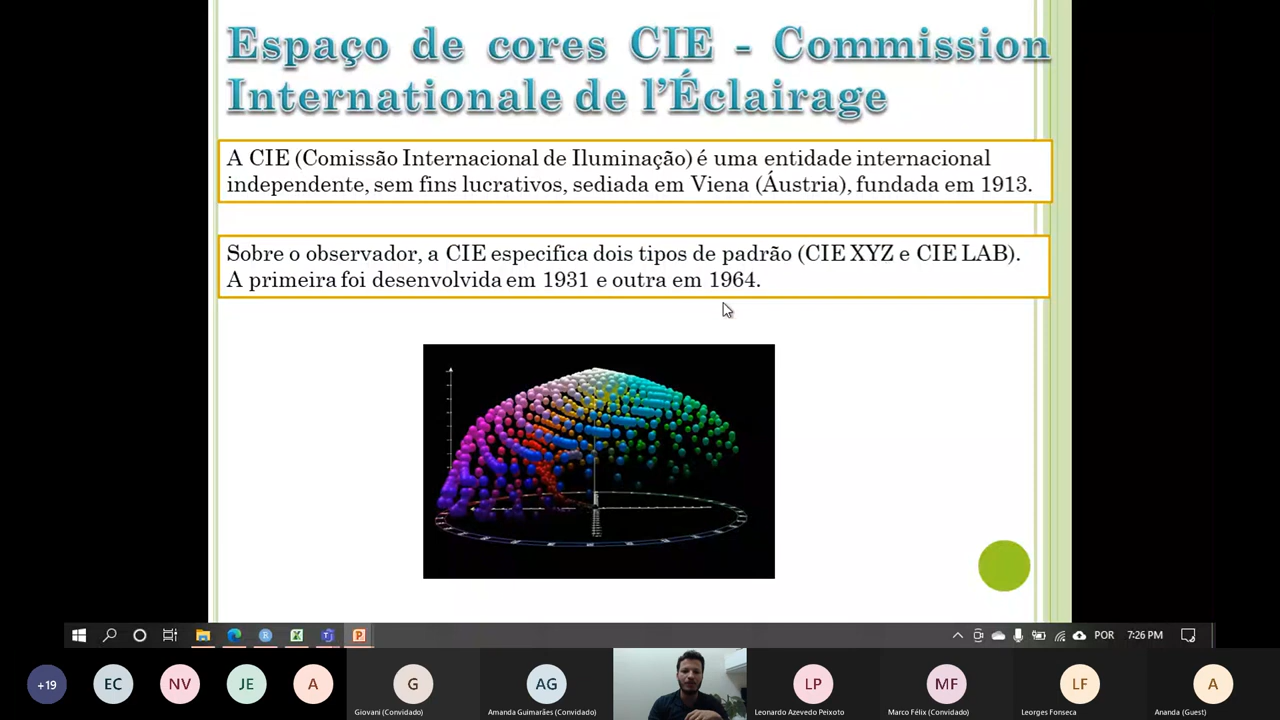 Espaço de cores CIE - Commission
Internationale de l’Éclairage
A CIE (Comissão Internacional de Iluminação) é uma entidade internacional
independente, sem fins lucrativos, sediada em Viena (Áustria), fundada em 1913.
Sobre o observador, a CIE especifica dois tipos de padrão (CIE XYZ e CIE LAB).
A primeira foi desenvolvida em 1931 e outra em 1964.
POR 7:26 PM
+19 EC NV JE A G AG LP MF LF A
Giovani (Convidado) Amanda Guimarães (Convidado) Leonardo Azevedo Peixoto Marco Félix (Convidado) Leorges Fonseca Ananda (Guest)